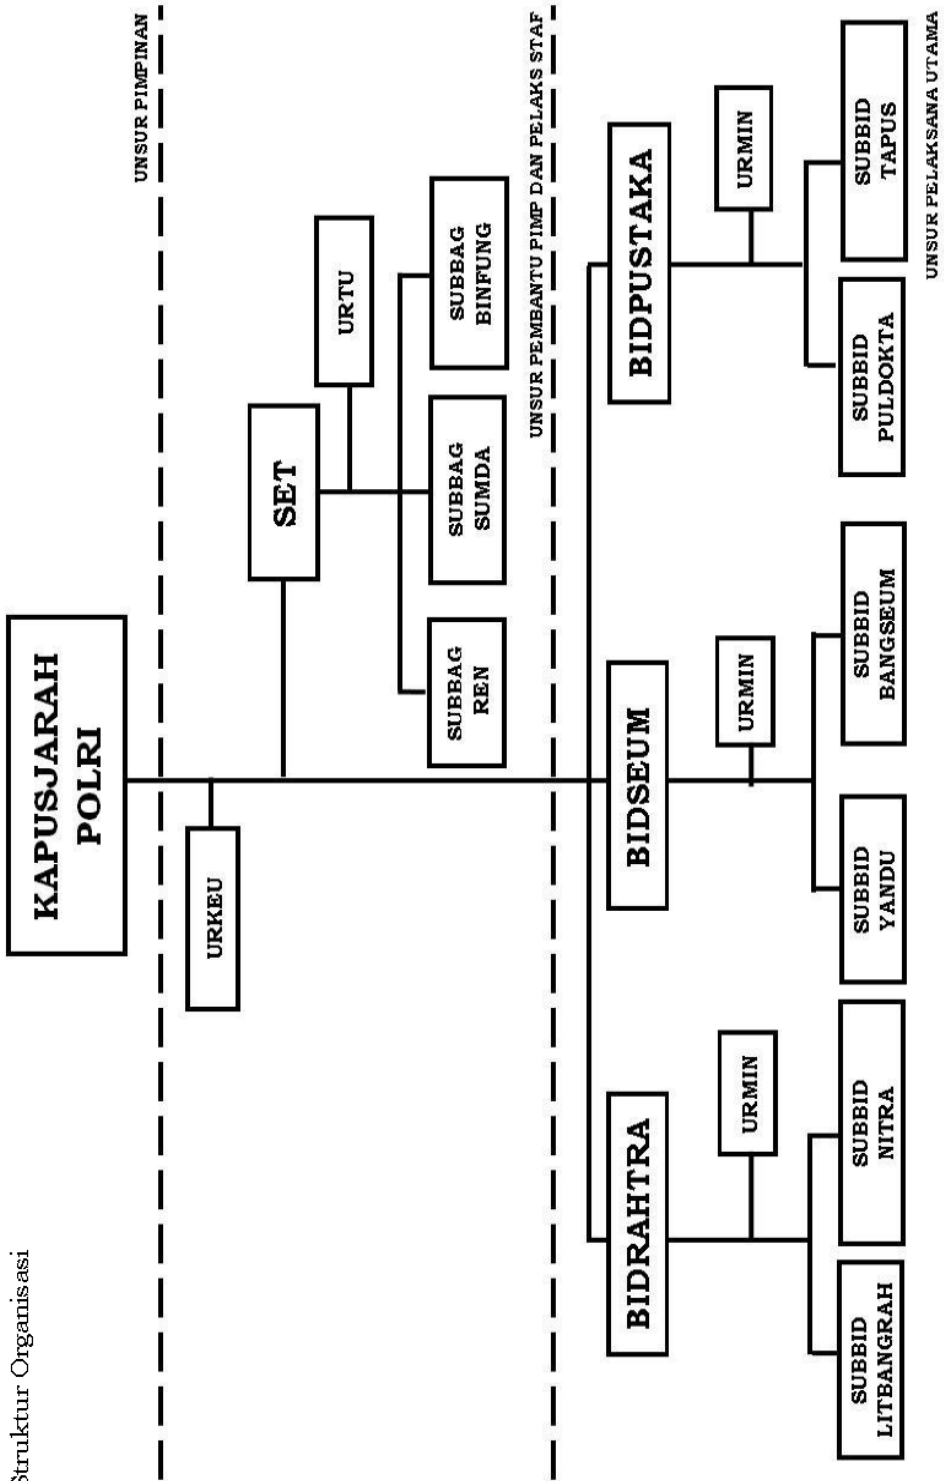 Struktur Organisasi
KAPUSJARAH
POLRI
UNSUR PIMPINAN
URKEU
SET
URTU
SUBBAG
REN
SUBBAG
SUMDA
SUBBAG
BINFUNG
UNSUR PEMBANTU PIMP DAN PELAKS STAF
BIDRAHTRA
BIDSEUM
BIDPUSTAKA
URMIN
URMIN
URMIN
SUBBID
LITBANGRAH
SUBBID
NITRA
SUBBID
YANDU
SUBBID
BANGSEUM
SUBBID
PULDOKTA
SUBBID
TAPUS
UNSUR PELAKSANA UTAMA